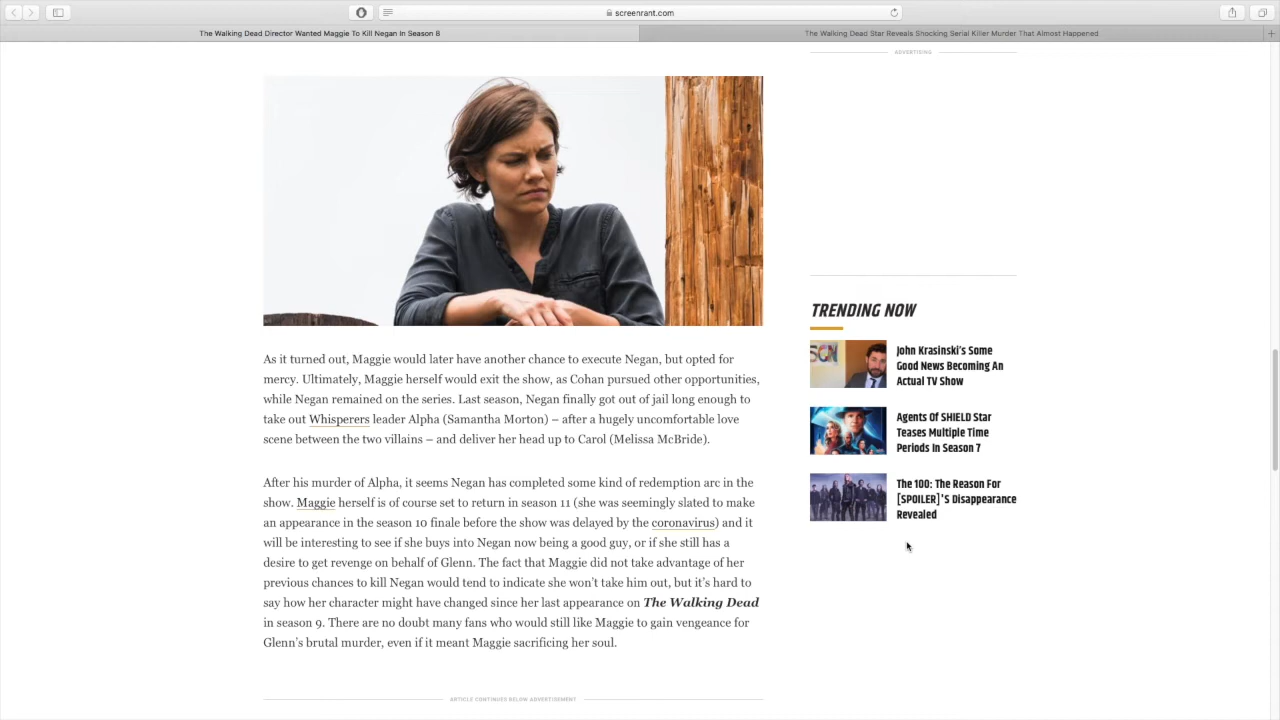 screenrant.com
The Walking Dead Director Wanted Maggie To Kill Negan In Season 8
The Walking Dead Star Reveals Shocking Serial Killer Murder That Almost Happened
ADVERTISING
As it turned out, Maggie would later have another chance to execute Negan, but opted for
mercy. Ultimately, Maggie herself would exit the show, as Cohan pursued other opportunities,
while Negan remained on the series. Last season, Negan finally got out of jail long enough to
take out Whisperers leader Alpha (Samantha Morton) – after a hugely uncomfortable love
scene between the two villains – and deliver her head up to Carol (Melissa McBride).
After his murder of Alpha, it seems Negan has completed some kind of redemption arc in the
show. Maggie herself is of course set to return in season 11 (she was seemingly slated to make
an appearance in the season 10 finale before the show was delayed by the coronavirus) and it
will be interesting to see if she buys into Negan now being a good guy, or if she still has a
desire to get revenge on behalf of Glenn. The fact that Maggie did not take advantage of her
previous chances to kill Negan would tend to indicate she won't take him out, but it's hard to
say how her character might have changed since her last appearance on The Walking Dead
in season 9. There are no doubt many fans who would still like Maggie to gain vengeance for
Glenn's brutal murder, even if it meant Maggie sacrificing her soul.
ARTICLE CONTINUES BELOW ADVERTISEMENT
TRENDING NOW
John Krasinski's Some
Good News Becoming An
Actual TV Show
Agents Of SHIELD Star
Teases Multiple Time
Periods In Season 7
The 100: The Reason For
[SPOILER]'S Disappearance
Revealed